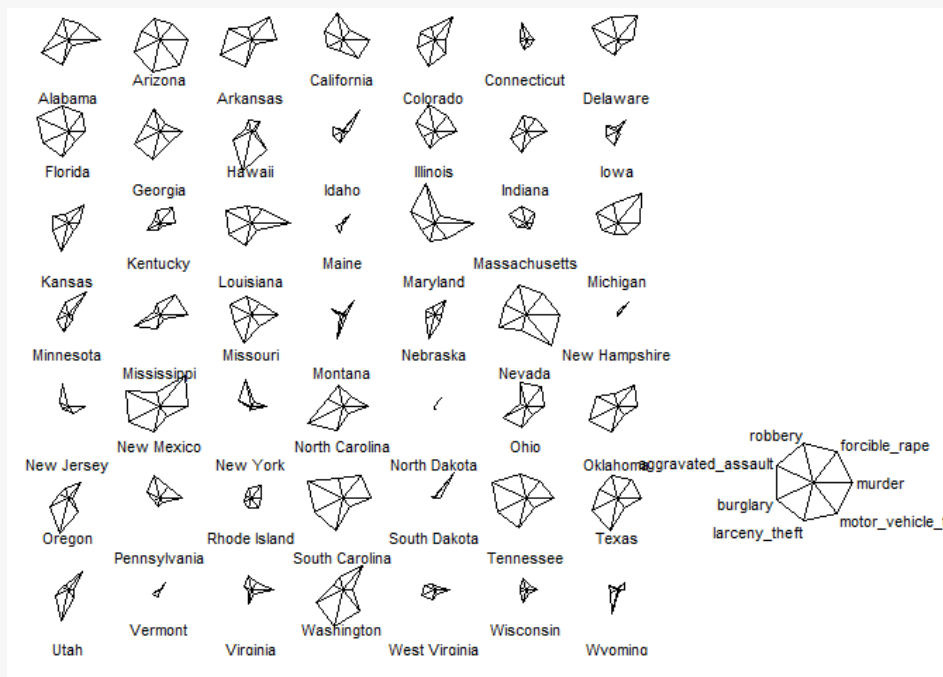 Alabama
Arizona
Arkansas
California
Colorado
Connecticut
Delaware
Florida
Georgia
Hawaii
Idaho
Illinois
Indiana
Iowa
Kansas
Kentucky
Louisiana
Maine
Maryland
Massachusetts
Michigan
Minnesota
Mississippi
Missouri
Montana
Nebraska
Nevada
New Hampshire
New Jersey
New Mexico
New York
North Carolina
North Dakota
Ohio
Oklahoma
Oregon
Pennsylvania
Rhode Island
South Carolina
South Dakota
Tennessee
Texas
Utah
Vermont
Virginia
Washington
West Virginia
Wisconsin
Wyoming
robbery
forcible_rape
aggravated_assault
murder
burglary
motor_vehicle_t
larceny_theft